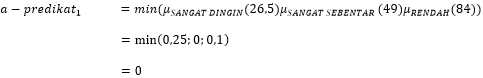 a − predikat₁ = min(μSANGAT DINGIN(26,5)μSANGAT SEBENTAR (49)μRENDAH(84))
= min(0,25; 0; 0,1)
= 0